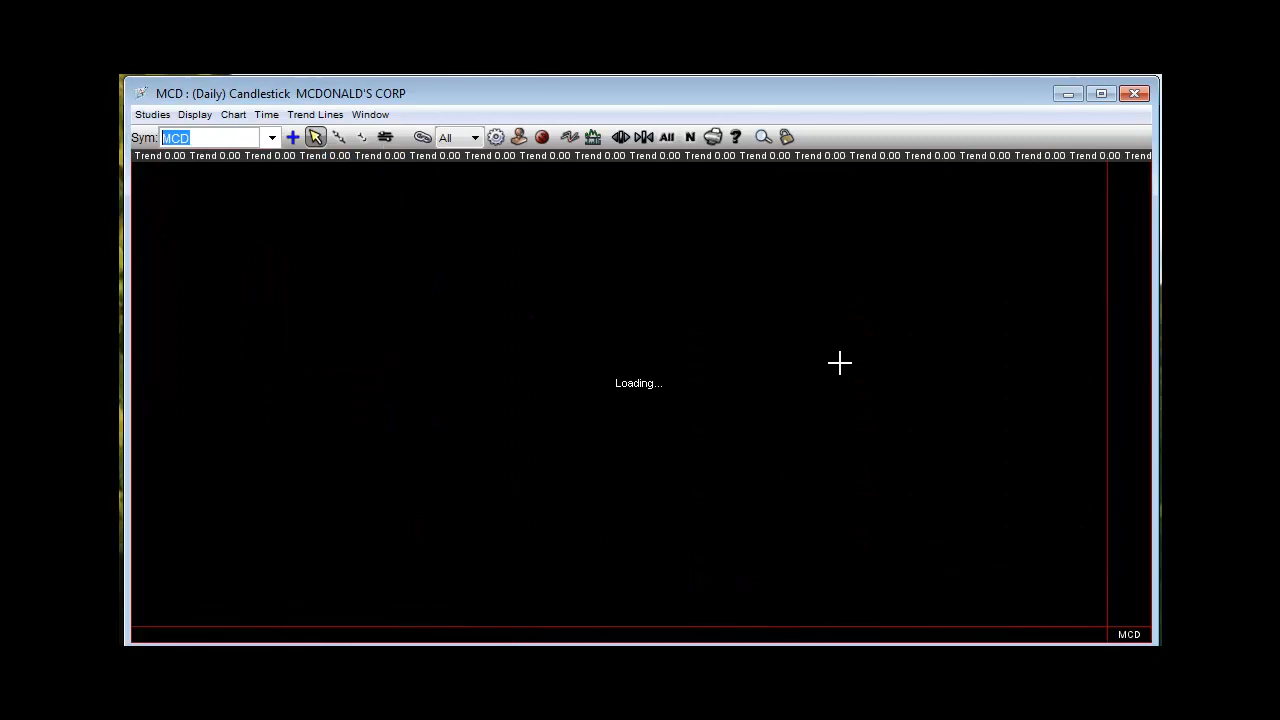 MCD : (Daily) Candlestick MCDONALD'S CORP
Studies Display Chart Time Trend Lines Window
Sym: MCD All All N ?
Trend 0.00 Trend 0.00 Trend 0.00 Trend 0.00 Trend 0.00 Trend 0.00 Trend 0.00 Trend 0.00 Trend 0.00 Trend 0.00 Trend 0.00 Trend 0.00 Trend 0.00 Trend 0.00 Trend 0.00 Trend 0.00 Trend 0.00 Trend 0.00 Trend
Loading...
MCD